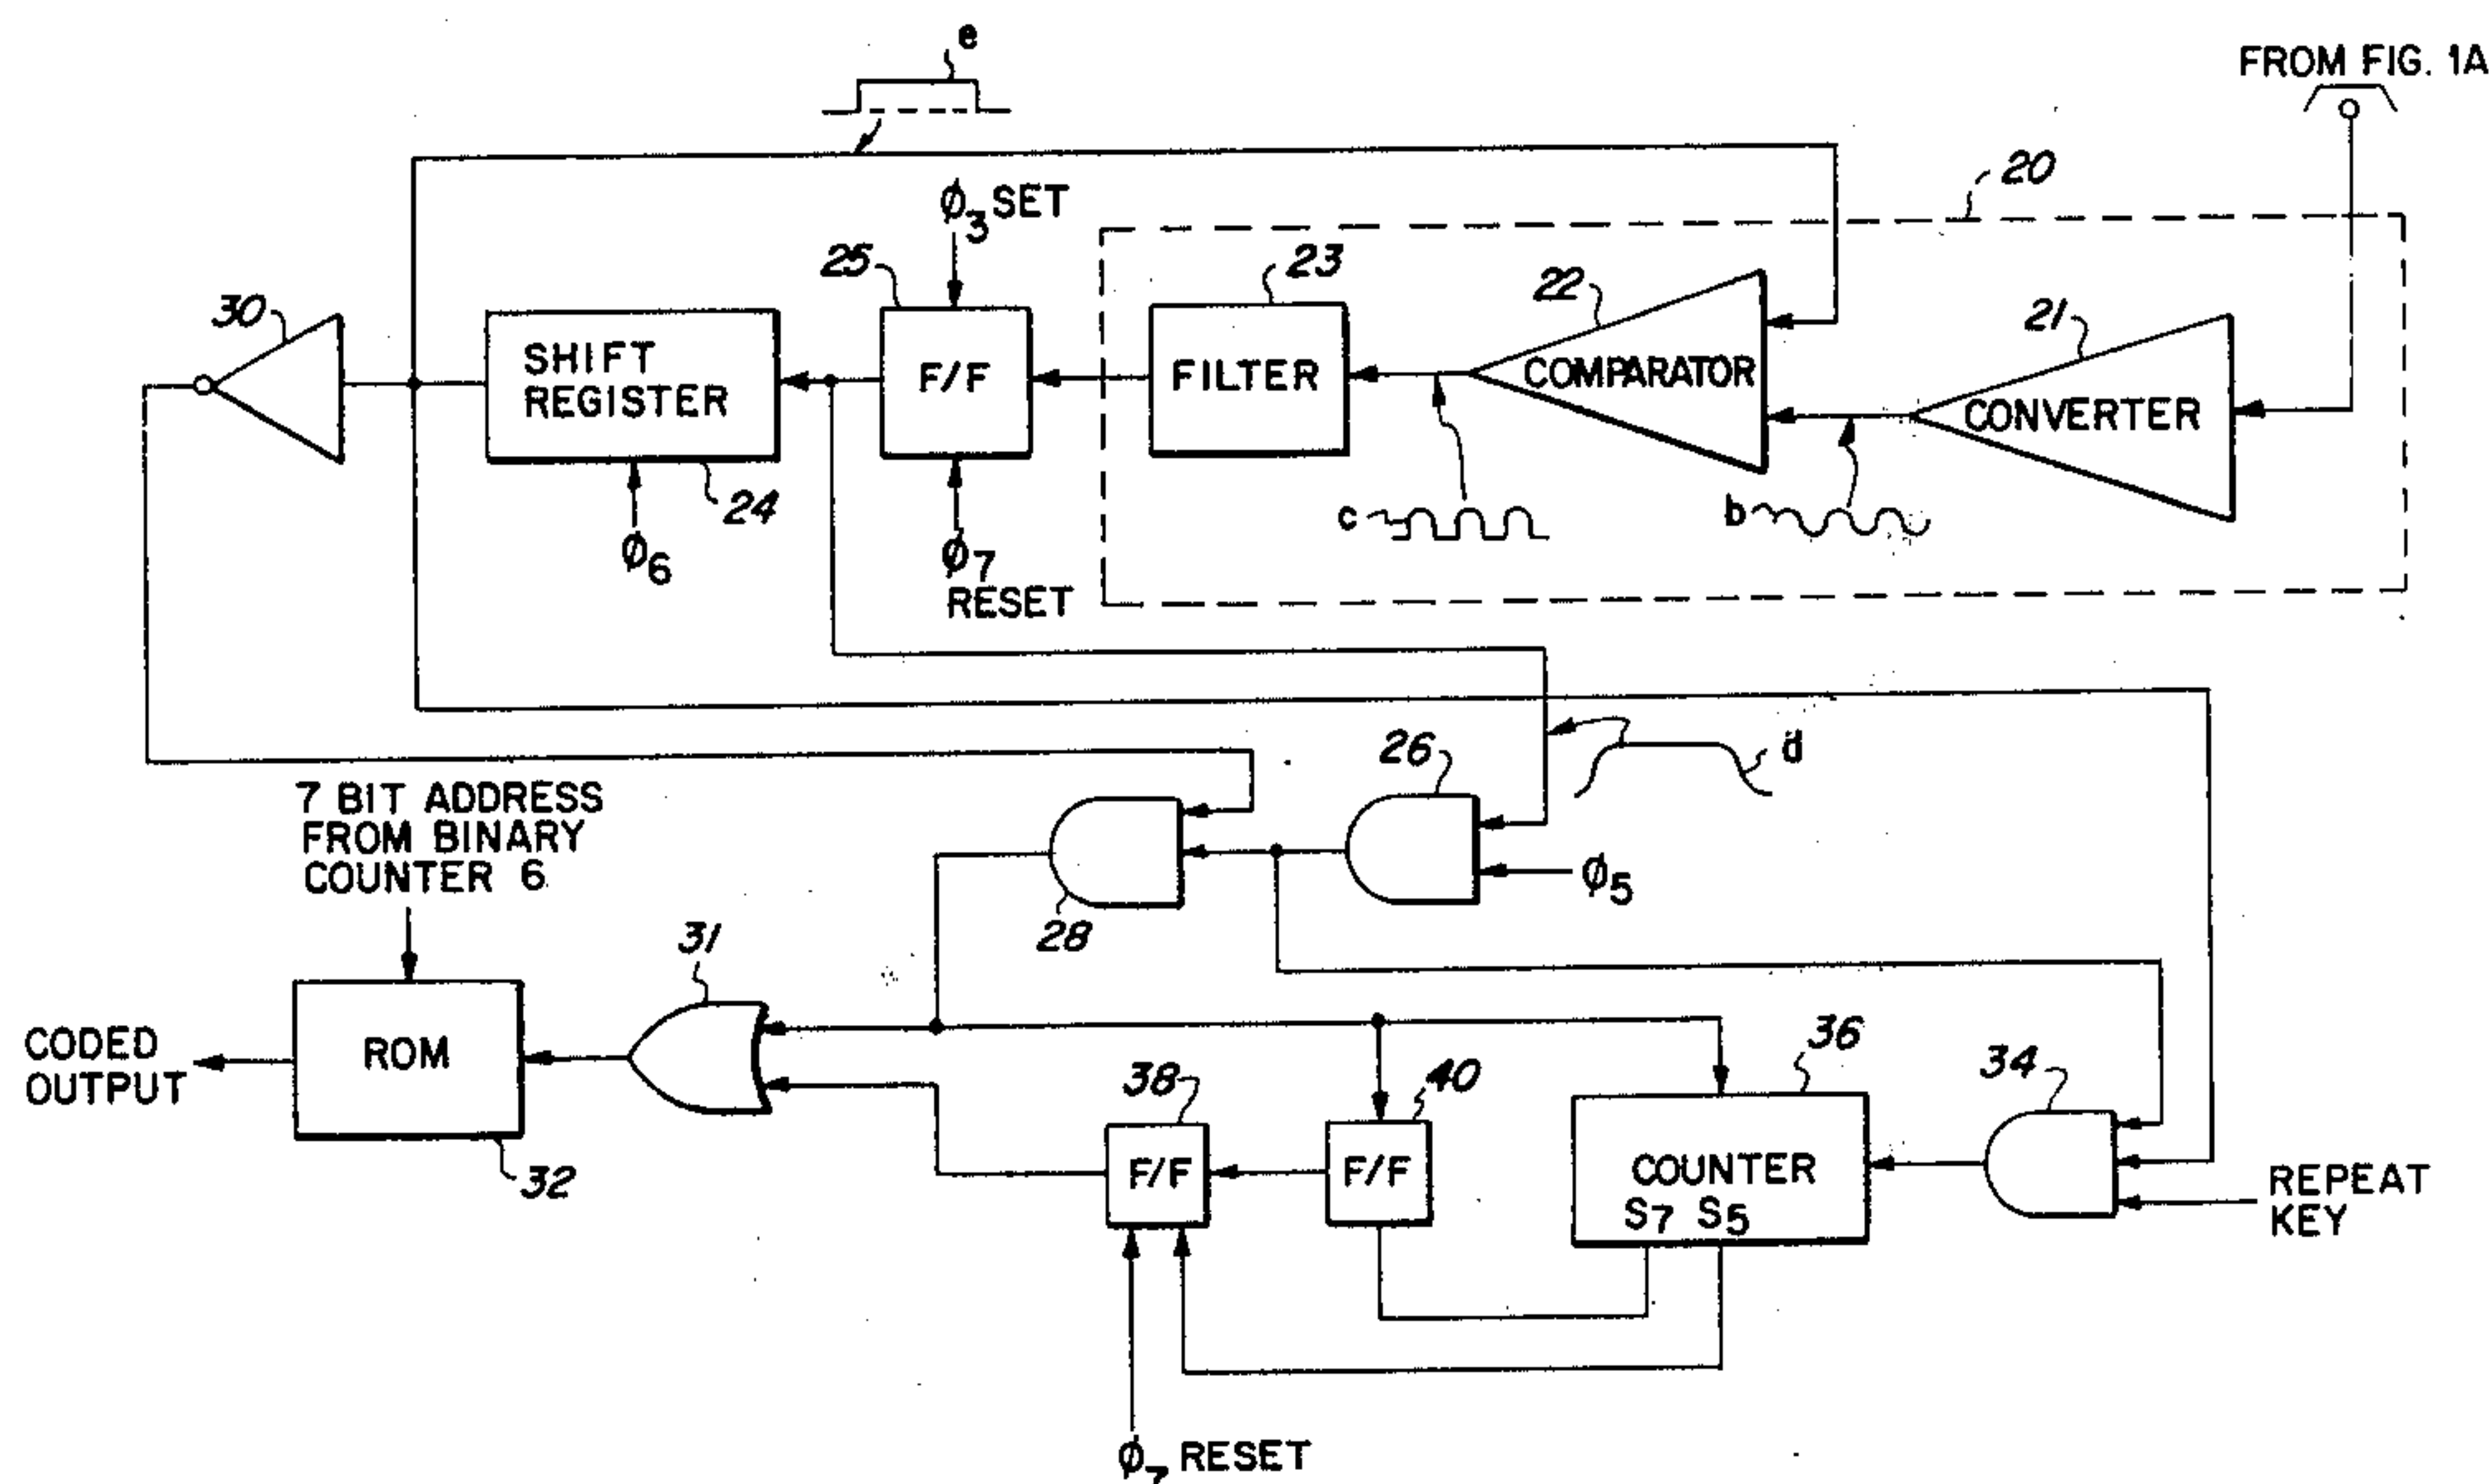 e
FROM FIG. 1A
20
ϕ3 SET
25
23
22
21
30
SHIFT
REGISTER
F/F
FILTER
COMPARATOR
CONVERTER
24
ϕ6
ϕ7
RESET
c
b
26
d
7 BIT ADDRESS
FROM BINARY
COUNTER 6
ϕ5
28
31
36
34
CODED
OUTPUT
ROM
38
40
F/F
F/F
COUNTER
S7 S5
REPEAT
KEY
32
ϕ7 RESET